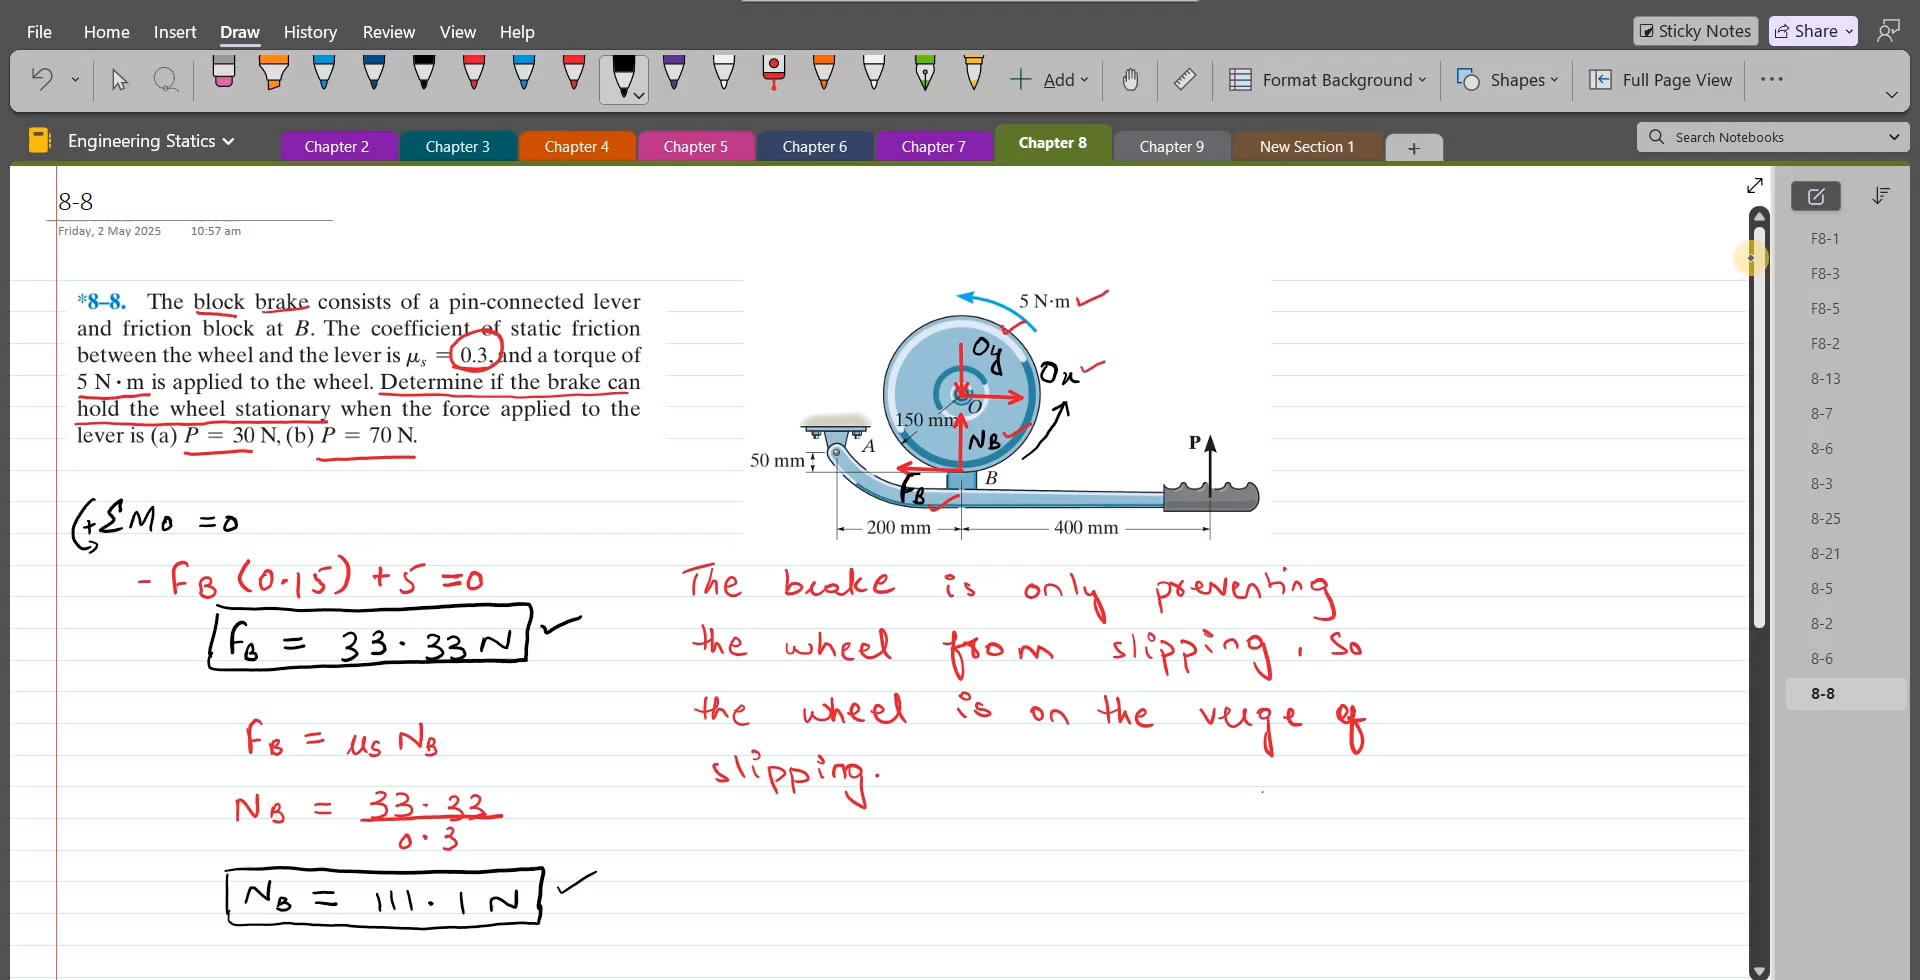 File Home Insert Draw History Review View Help
Sticky Notes Share
Add Format Background Shapes Full Page View
Engineering Statics
Chapter 2 Chapter 3 Chapter 4 Chapter 5 Chapter 6 Chapter 7 Chapter 8 Chapter 9 New Section 1 +
Search Notebooks
8-8
Friday, 2 May 2025 10:57 am
*8–8. The block brake consists of a pin-connected lever
and friction block at B. The coefficient of static friction
between the wheel and the lever is μs = 0.3, and a torque of
5 N·m is applied to the wheel. Determine if the brake can
hold the wheel stationary when the force applied to the
lever is (a) P = 30 N, (b) P = 70 N.
5 N·m
Oy
Ox
O
150 mm
NB
A
P
50 mm
B
FB
200 mm
400 mm
(+ ΣMO = 0
- FB (0.15) + 5 = 0
FB = 33.33 N
FB = μs NB
NB = 33.33
0.3
NB = 111.1 N
The brake is only preventing
the wheel from slipping, so
the wheel is on the verge of
slipping.
F8-1
F8-3
F8-5
F8-2
8-13
8-7
8-6
8-3
8-25
8-21
8-5
8-2
8-6
8-8